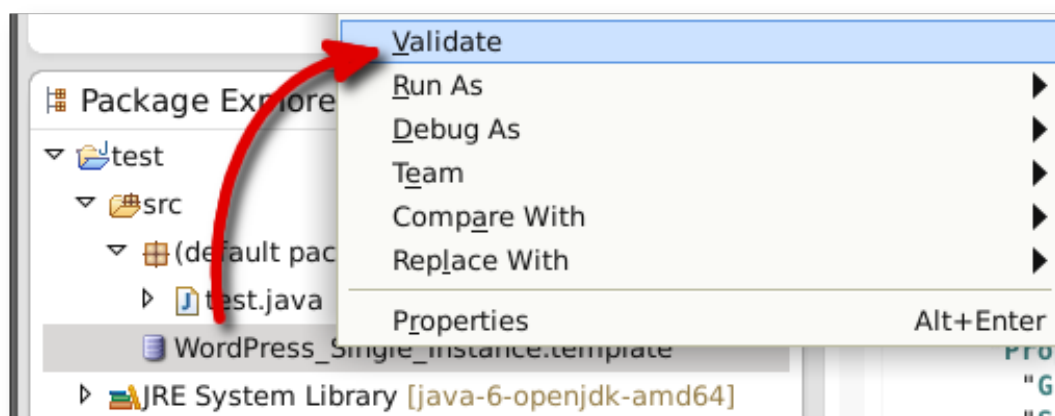 Validate
Run As
Debug As
Team
Compare With
Replace With
Properties Alt+Enter
Package
test
src
(default pac
test.java
WordPress_Single_Instance.template
JRE System Library [java-6-openjdk-amd64]
Pro
"G